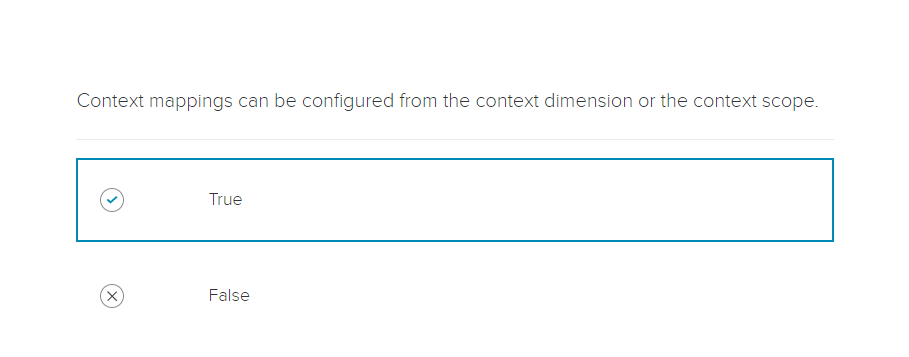 Context mappings can be configured from the context dimension or the context scope.
True
False